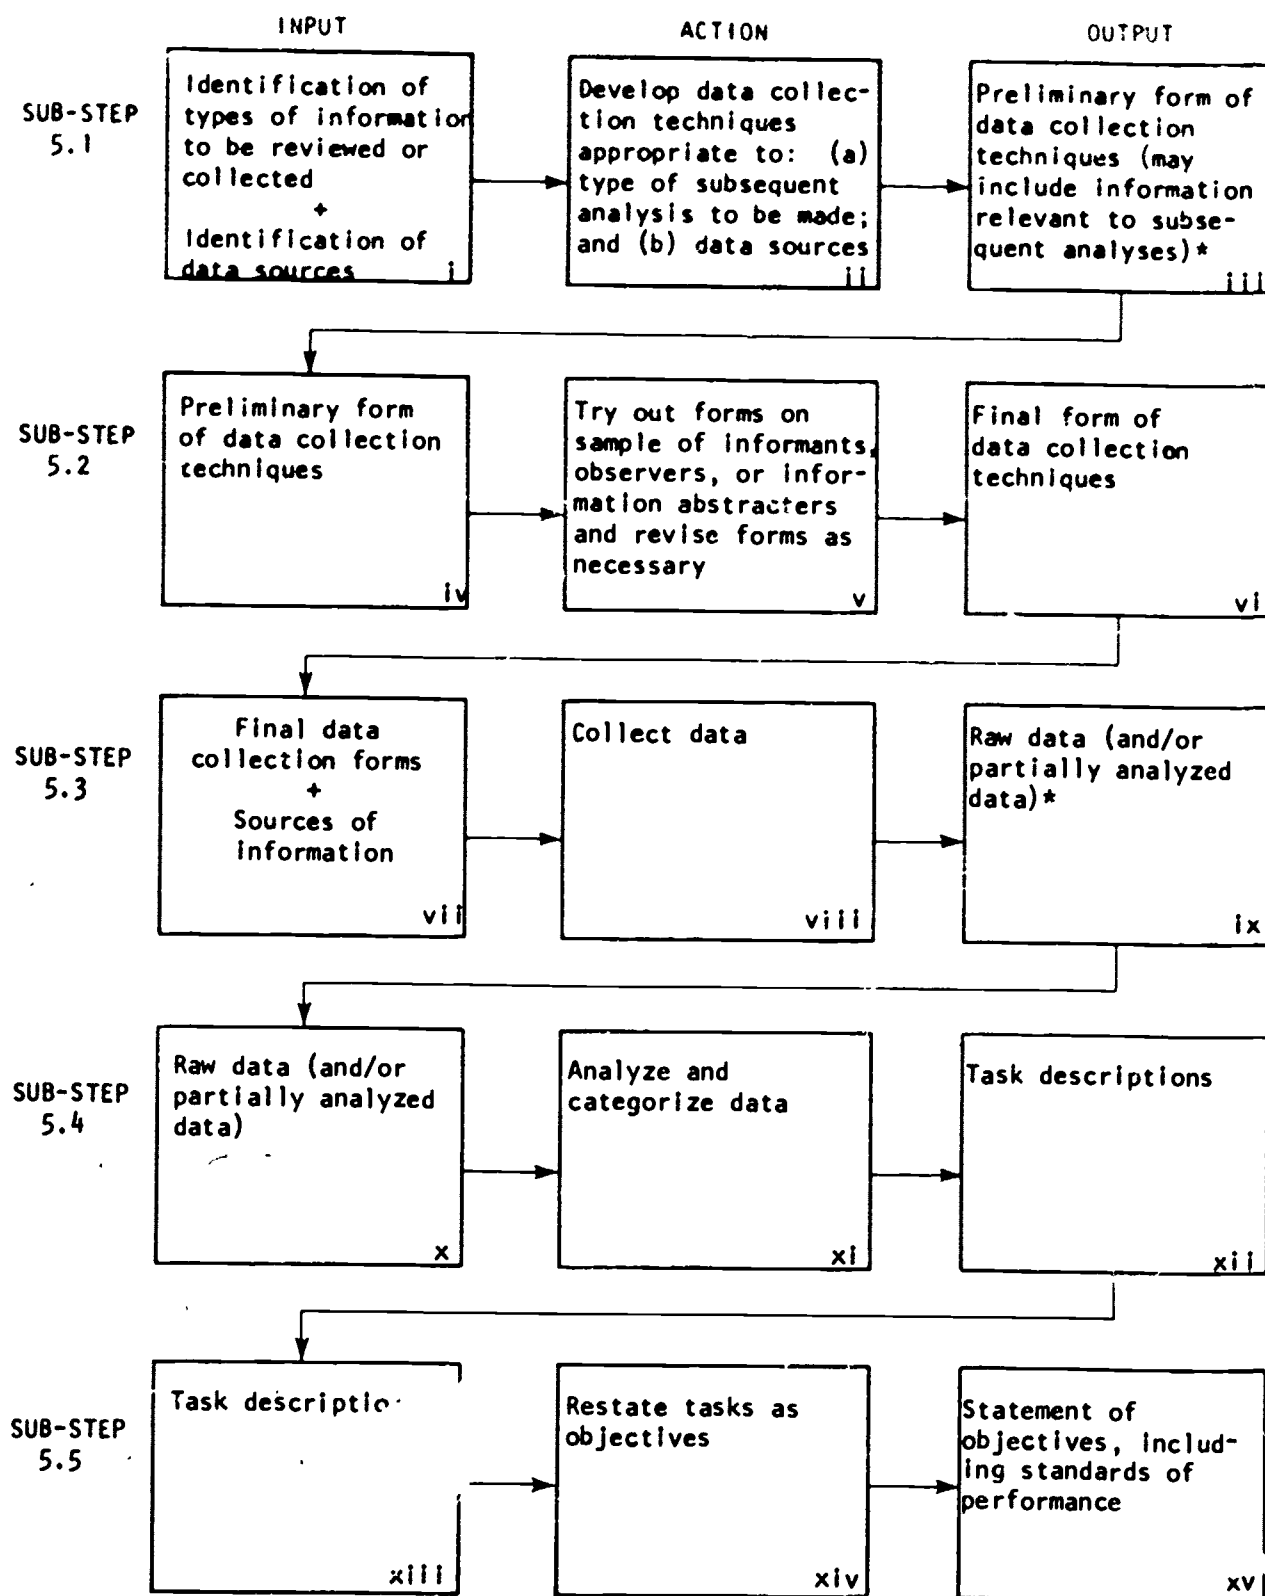 INPUT
ACTION
OUTPUT
SUB-STEP
5.1
Identification of
types of information
to be reviewed or
collected
+
Identification of
data sources
i
Develop data collec-
tion techniques
appropriate to: (a)
type of subsequent
analysis to be made;
and (b) data sources
ii
Preliminary form of
data collection
techniques (may
include information
relevant to subse-
quent analyses)*
iii
SUB-STEP
5.2
Preliminary form
of data collection
techniques
iv
Try out forms on
sample of informants,
observers, or infor-
mation abstracters
and revise forms as
necessary
v
Final form of
data collection
techniques
vi
SUB-STEP
5.3
Final data
collection forms
+
Sources of
information
vii
Collect data
viii
Raw data (and/or
partially analyzed
data)*
ix
SUB-STEP
5.4
Raw data (and/or
partially analyzed
data)
x
Analyze and
categorize data
xi
Task descriptions
xii
SUB-STEP
5.5
Task
xiii
Restate tasks as
objectives
xiv
Statement of
objectives, includ-
ing standards of
performance
xv